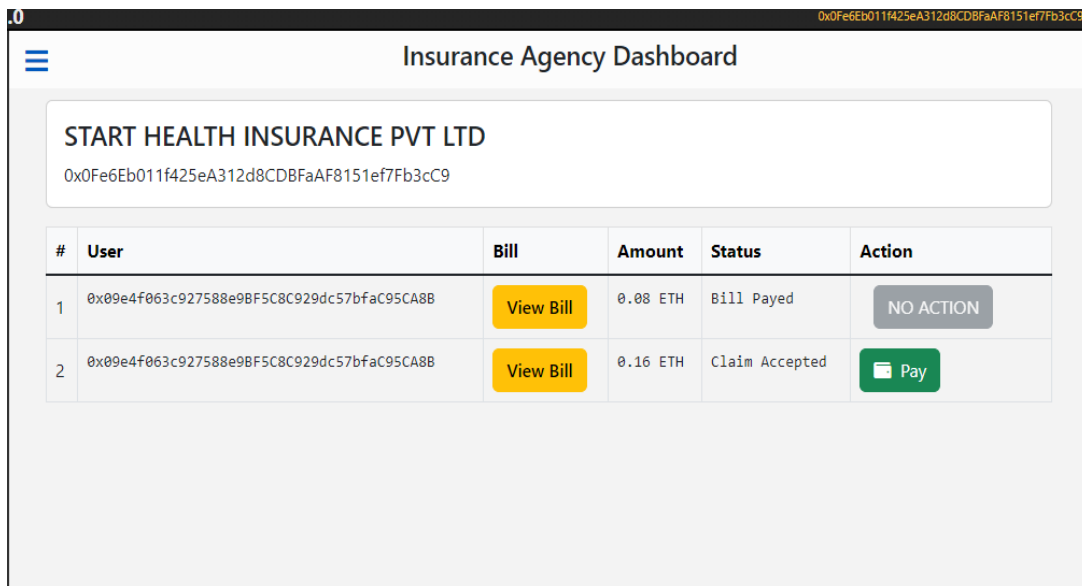 .0 0x0Fe6Eb011f425eA312d8CDBFaAF8151ef7Fb3cC9
Insurance Agency Dashboard
START HEALTH INSURANCE PVT LTD
0x0Fe6Eb011f425eA312d8CDBFaAF8151ef7Fb3cC9
# User Bill Amount Status Action
1 0x09e4f063c927588e9BF5C8C929dc57bfaC95CA8B View Bill 0.08 ETH Bill Payed NO ACTION
2 0x09e4f063c927588e9BF5C8C929dc57bfaC95CA8B View Bill 0.16 ETH Claim Accepted Pay